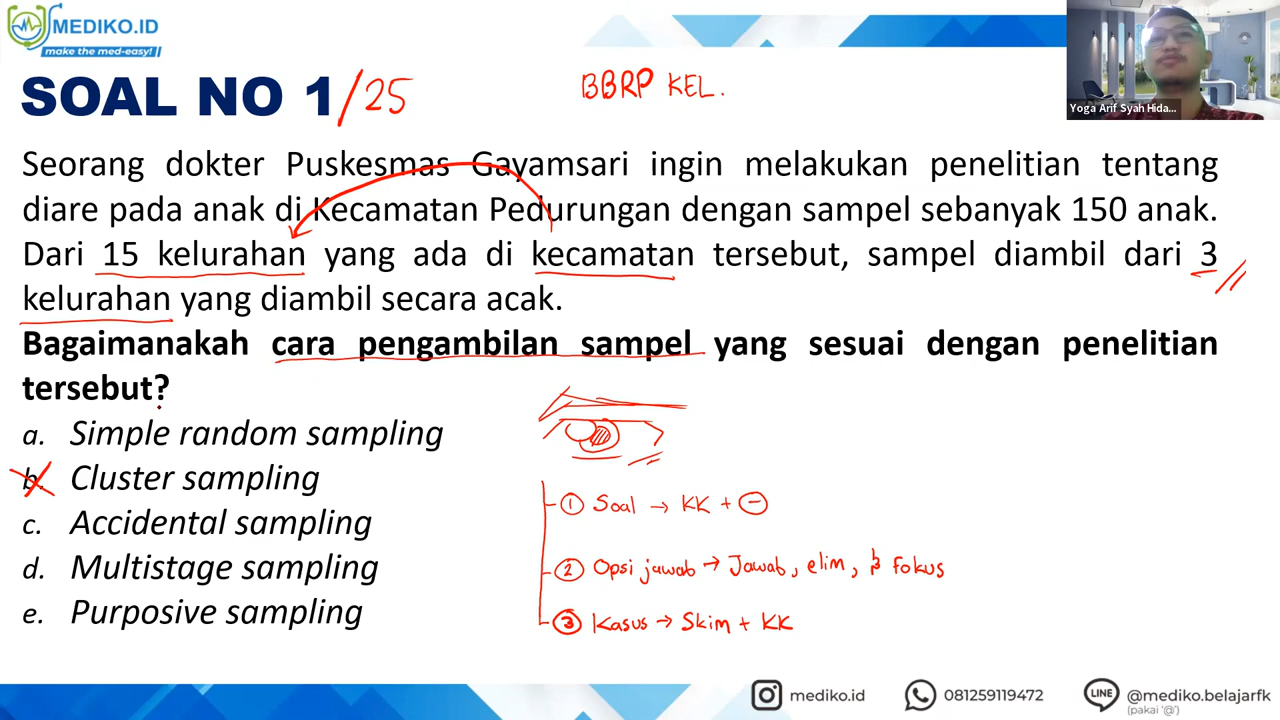 MEDIKO.ID
make the med-easy!
SOAL NO 1/25
BBRP KEL.
Yoga Arif Syah Hida...
Seorang dokter Puskesmas Gayamsari ingin melakukan penelitian tentang
diare pada anak di Kecamatan Pedurungan dengan sampel sebanyak 150 anak.
Dari 15 kelurahan yang ada di kecamatan tersebut, sampel diambil dari 3
kelurahan yang diambil secara acak.
Bagaimanakah cara pengambilan sampel yang sesuai dengan penelitian
tersebut?
a. Simple random sampling
b. Cluster sampling
c. Accidental sampling
d. Multistage sampling
e. Purposive sampling
① Soal → KK + ⊖
② Opsi jawab → Jawab, elim, fokus
③ Kasus → Skim + KK
mediko.id
081259119472
LINE
@mediko.belajarfk
(pakai '@')